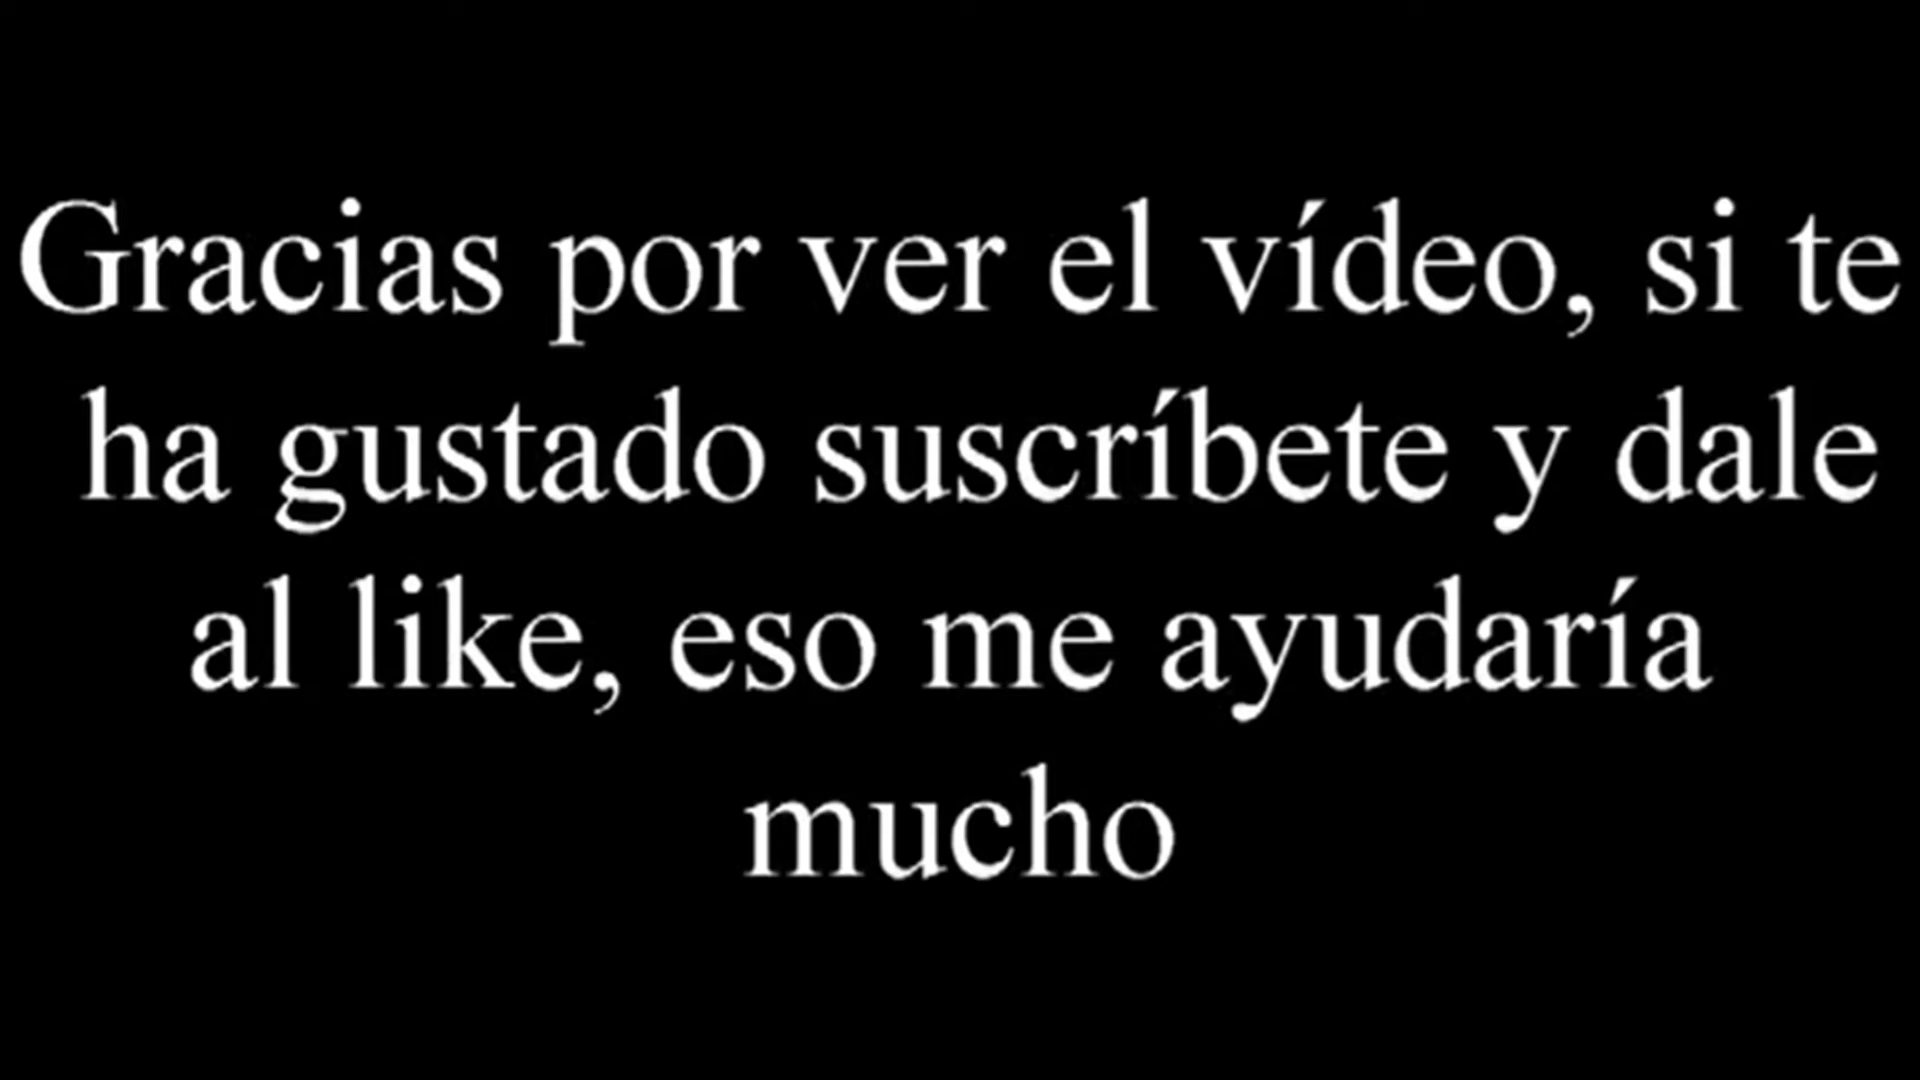 Gracias por ver el vídeo, si te
ha gustado suscríbete y dale
al like, eso me ayudaría
mucho